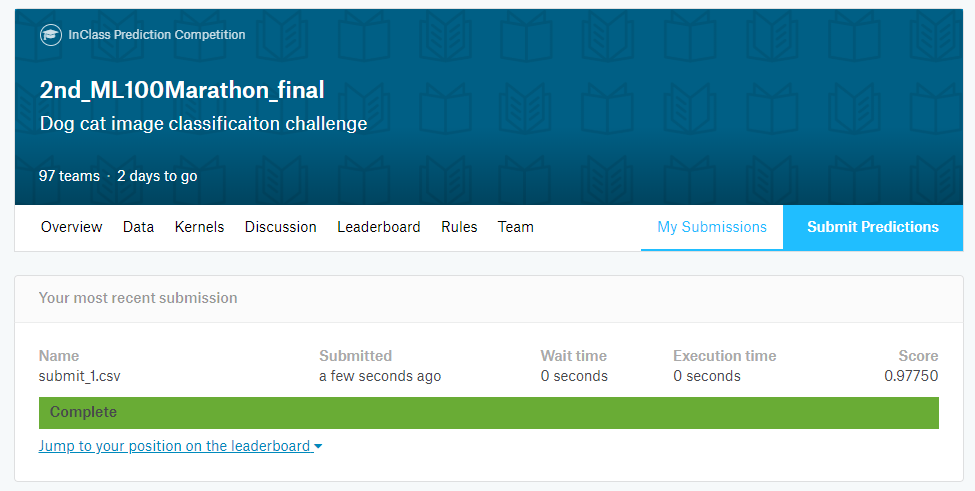 InClass Prediction Competition
2nd_ML100Marathon_final
Dog cat image classificaiton challenge
97 teams · 2 days to go
Overview Data Kernels Discussion Leaderboard Rules Team My Submissions Submit Predictions
Your most recent submission
Name Submitted Wait time Execution time Score
submit_1.csv a few seconds ago 0 seconds 0 seconds 0.97750
Complete
Jump to your position on the leaderboard